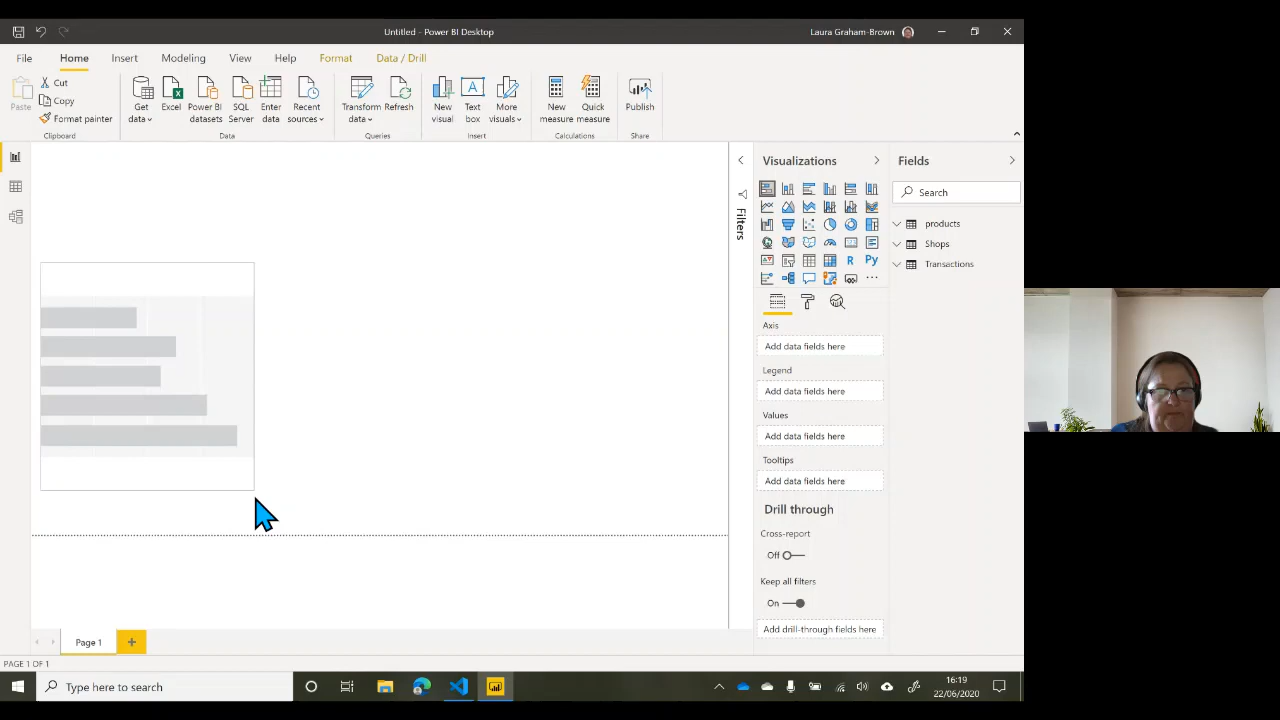 Untitled - Power BI Desktop
Laura Graham-Brown
File
Home
Insert
Modeling
View
Help
Format
Data / Drill
Paste
Cut
Copy
Format painter
Get data
Excel
Power BI datasets
SQL Server
Enter data
Recent sources
Transform data
Refresh
New visual
A
Text box
More visuals
New measure
Quick measure
Publish
Clipboard
Data
Queries
Insert
Calculations
Share
Filters
Visualizations
R
Py
Axis
Add data fields here
Legend
Add data fields here
Values
Add data fields here
Tooltips
Add data fields here
Drill through
Cross-report
Off
Keep all filters
On
Add drill-through fields here
Fields
Search
products
Shops
Transactions
Page 1
PAGE 1 OF 1
Type here to search
16:19
22/06/2020